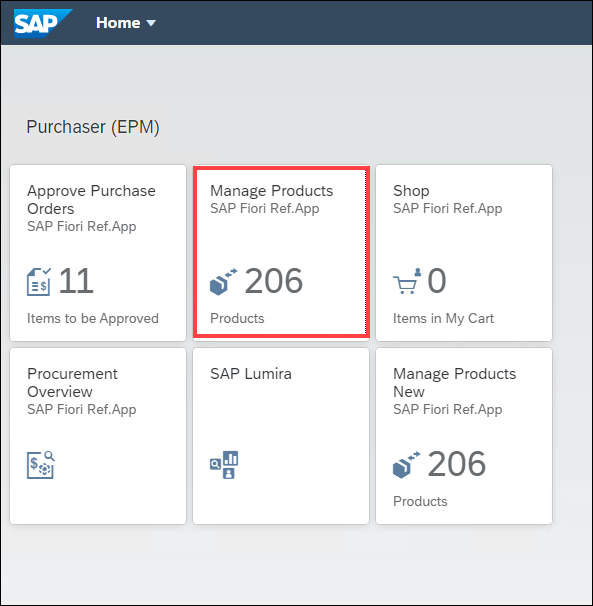 SAP Home
Purchaser (EPM)
Approve Purchase
Orders
SAP Fiori Ref.App
11
Items to be Approved
Manage Products
SAP Fiori Ref.App
206
Products
Shop
SAP Fiori Ref.App
0
Items in My Cart
Procurement
Overview
SAP Fiori Ref.App
SAP Lumira
Manage Products
New
SAP Fiori Ref.App
206
Products